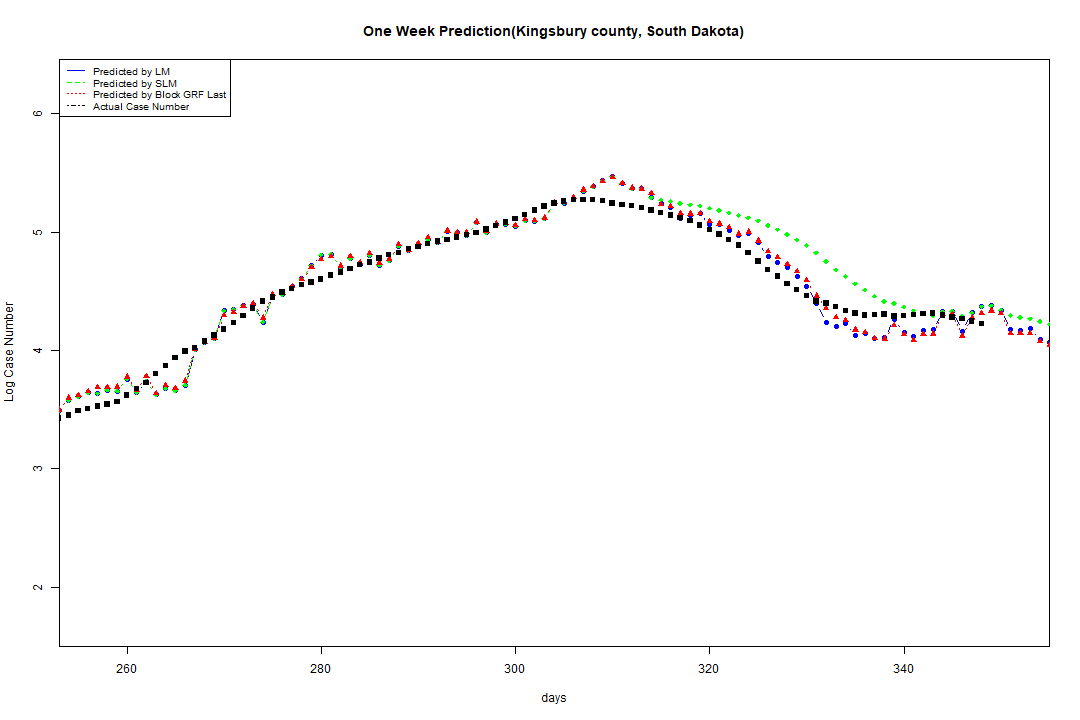 One Week Prediction(Kingsbury county, South Dakota)
Predicted by LM
Predicted by SLM
Predicted by Block GRF Last
Actual Case Number
Log Case Number
6
5
4
3
2
260 280 300 320 340
days